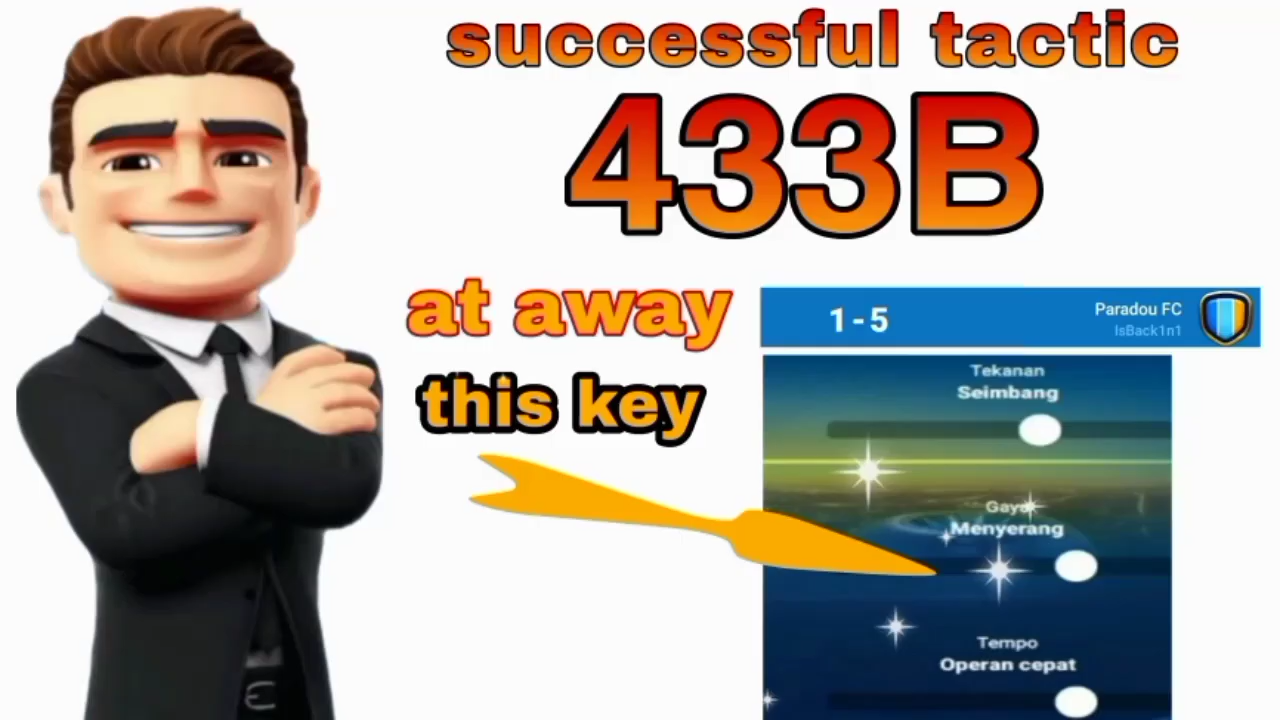 successful tactic
433B
at away
1-5
Paradou FC
IsBack1n1
this key
Tekanan
Seimbang
Gaya
Menyerang
Tempo
Operan cepat